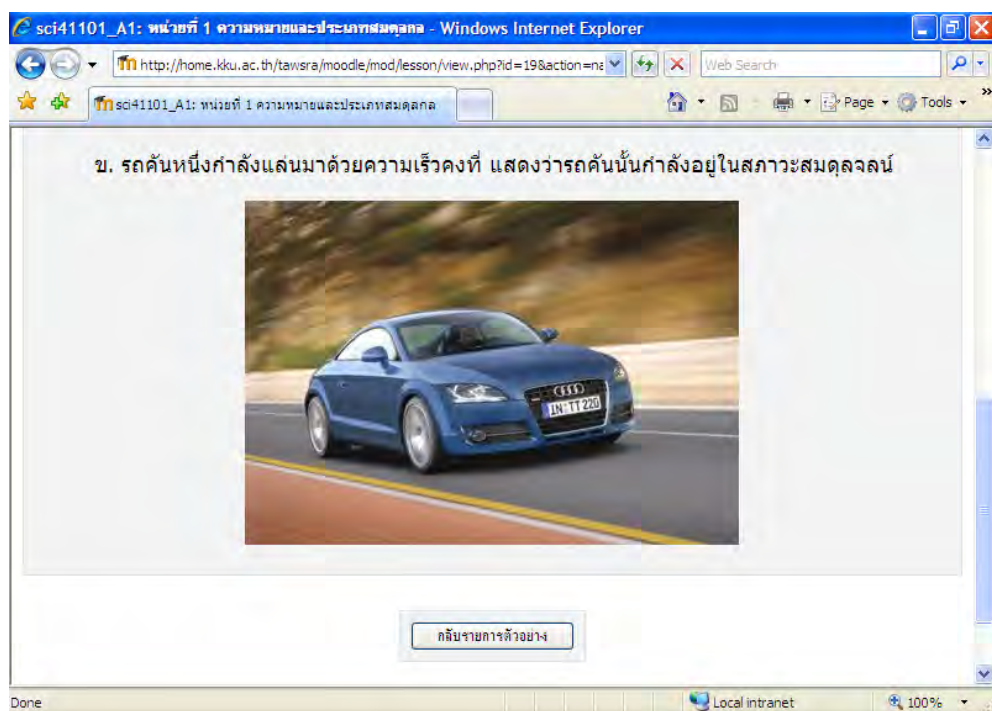 sci41101_A1: หน่วยที่ 1 ความหมายและประเภทสมดุลกล - Windows Internet Explorer
http://home.kku.ac.th/tawsra/moodle/mod/lesson/view.php?id=19&action=na
Web Search
sci41101_A1: หน่วยที่ 1 ความหมายและประเภทสมดุลกล
Page
Tools
ข. รถคันหนึ่งกำลังแล่นมาด้วยความเร็วคงที่ แสดงว่ารถคันนั้นกำลังอยู่ในสภาวะสมดุลจลน์
IN:TT 220
กลับรายการตัวอย่าง
Done
Local intranet
100%